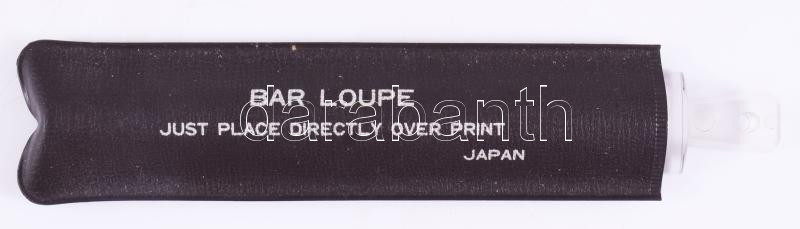 BAR LOUPE
darabanth
JUST PLACE DIRECTLY OVER PRINT
JAPAN